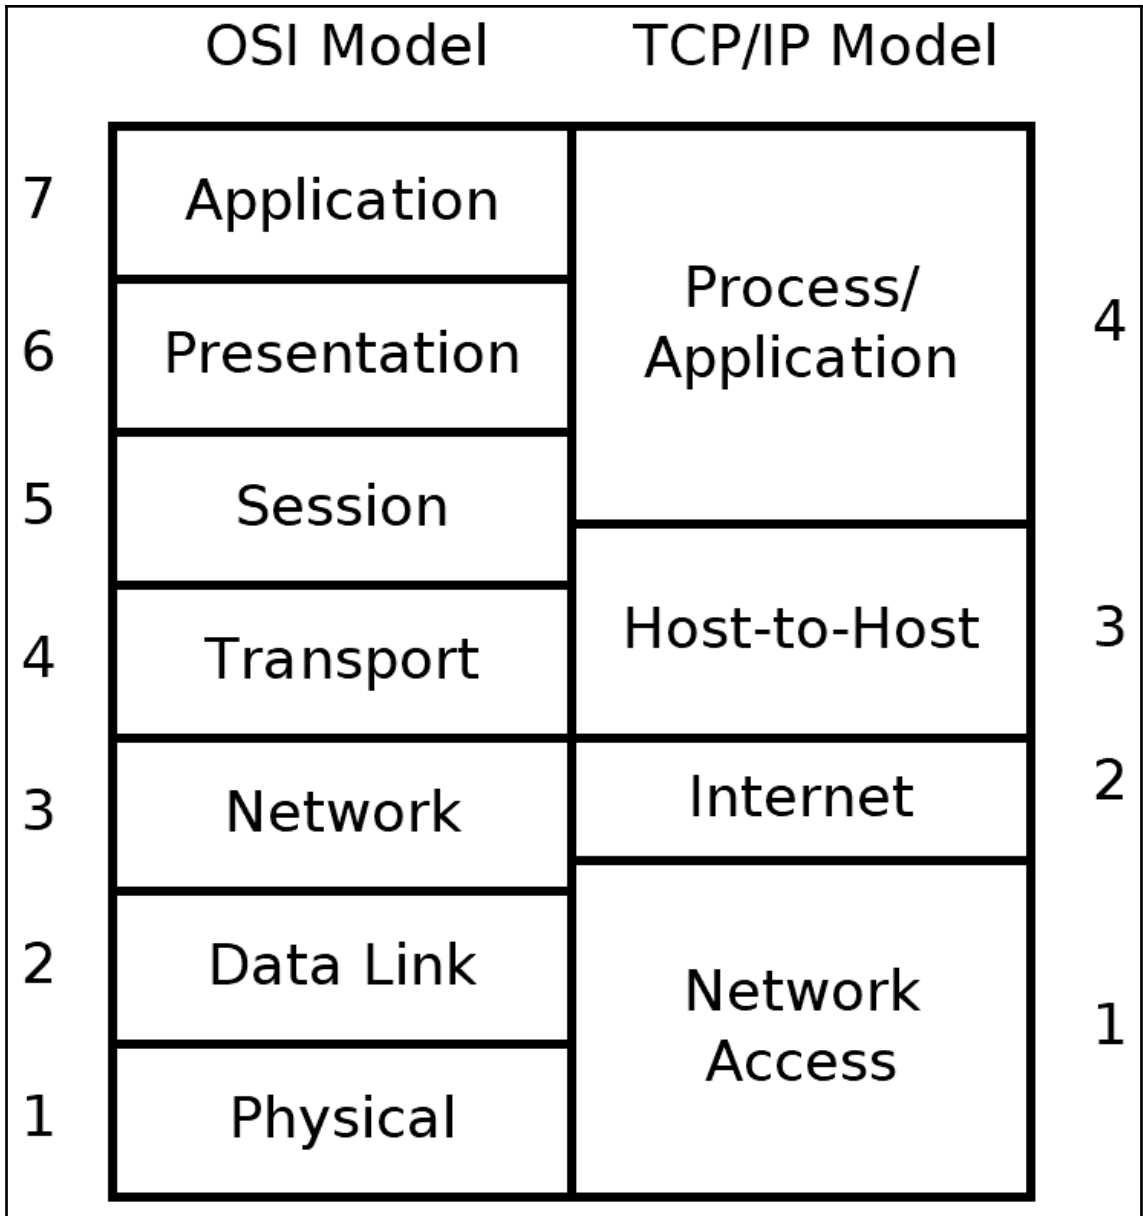 OSI Model
TCP/IP Model
7
Application
6
Presentation
5
Session
4
Transport
3
Network
2
Data Link
1
Physical
Process/
Application
4
Host-to-Host
3
Internet
2
Network
Access
1